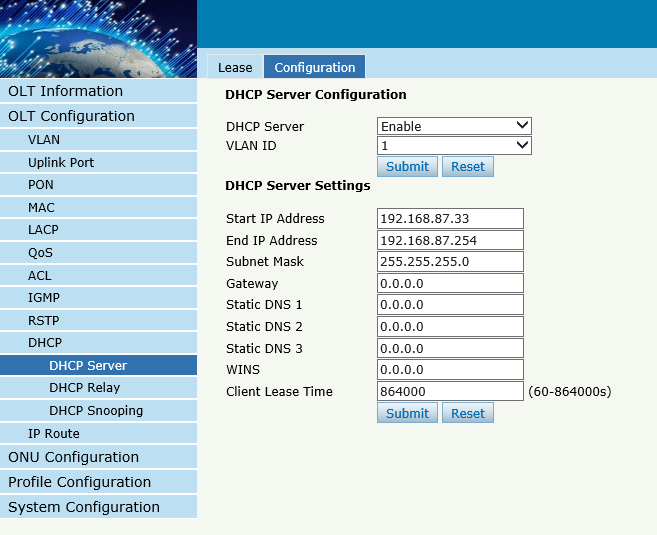 Lease Configuration
OLT Information
OLT Configuration
VLAN
Uplink Port
PON
MAC
LACP
QoS
ACL
IGMP
RSTP
DHCP
DHCP Server
DHCP Relay
DHCP Snooping
IP Route
ONU Configuration
Profile Configuration
System Configuration
DHCP Server Configuration
DHCP Server Enable
VLAN ID 1
Submit Reset
DHCP Server Settings
Start IP Address 192.168.87.33
End IP Address 192.168.87.254
Subnet Mask 255.255.255.0
Gateway 0.0.0.0
Static DNS 1 0.0.0.0
Static DNS 2 0.0.0.0
Static DNS 3 0.0.0.0
WINS 0.0.0.0
Client Lease Time 864000 (60-864000s)
Submit Reset